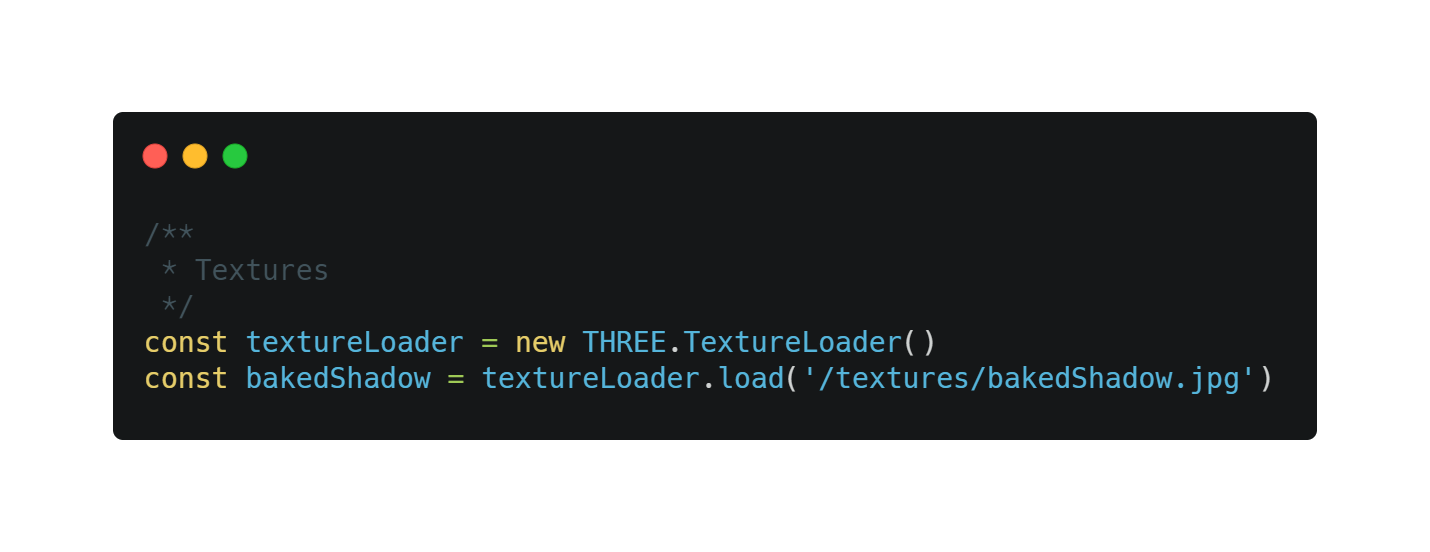 /**
 * Textures
 */
const textureLoader = new THREE.TextureLoader()
const bakedShadow = textureLoader.load('/textures/bakedShadow.jpg')